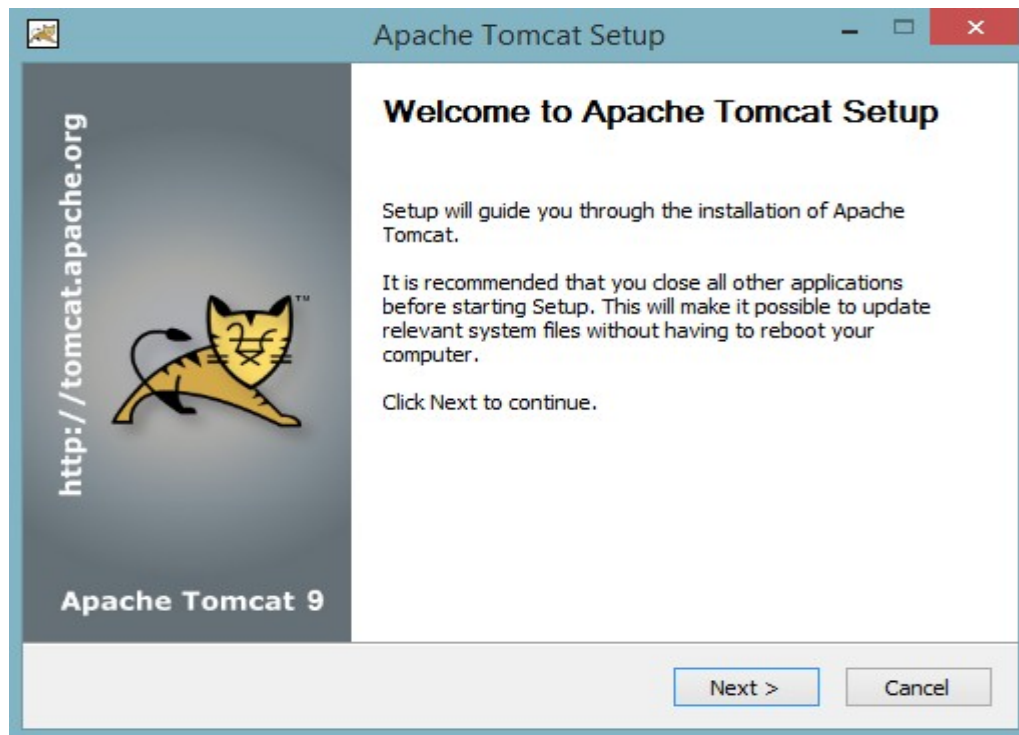 Apache Tomcat Setup
http://tomcat.apache.org
TM
Apache Tomcat 9
Welcome to Apache Tomcat Setup
Setup will guide you through the installation of Apache
Tomcat.
It is recommended that you close all other applications
before starting Setup. This will make it possible to update
relevant system files without having to reboot your
computer.
Click Next to continue.
Next >
Cancel